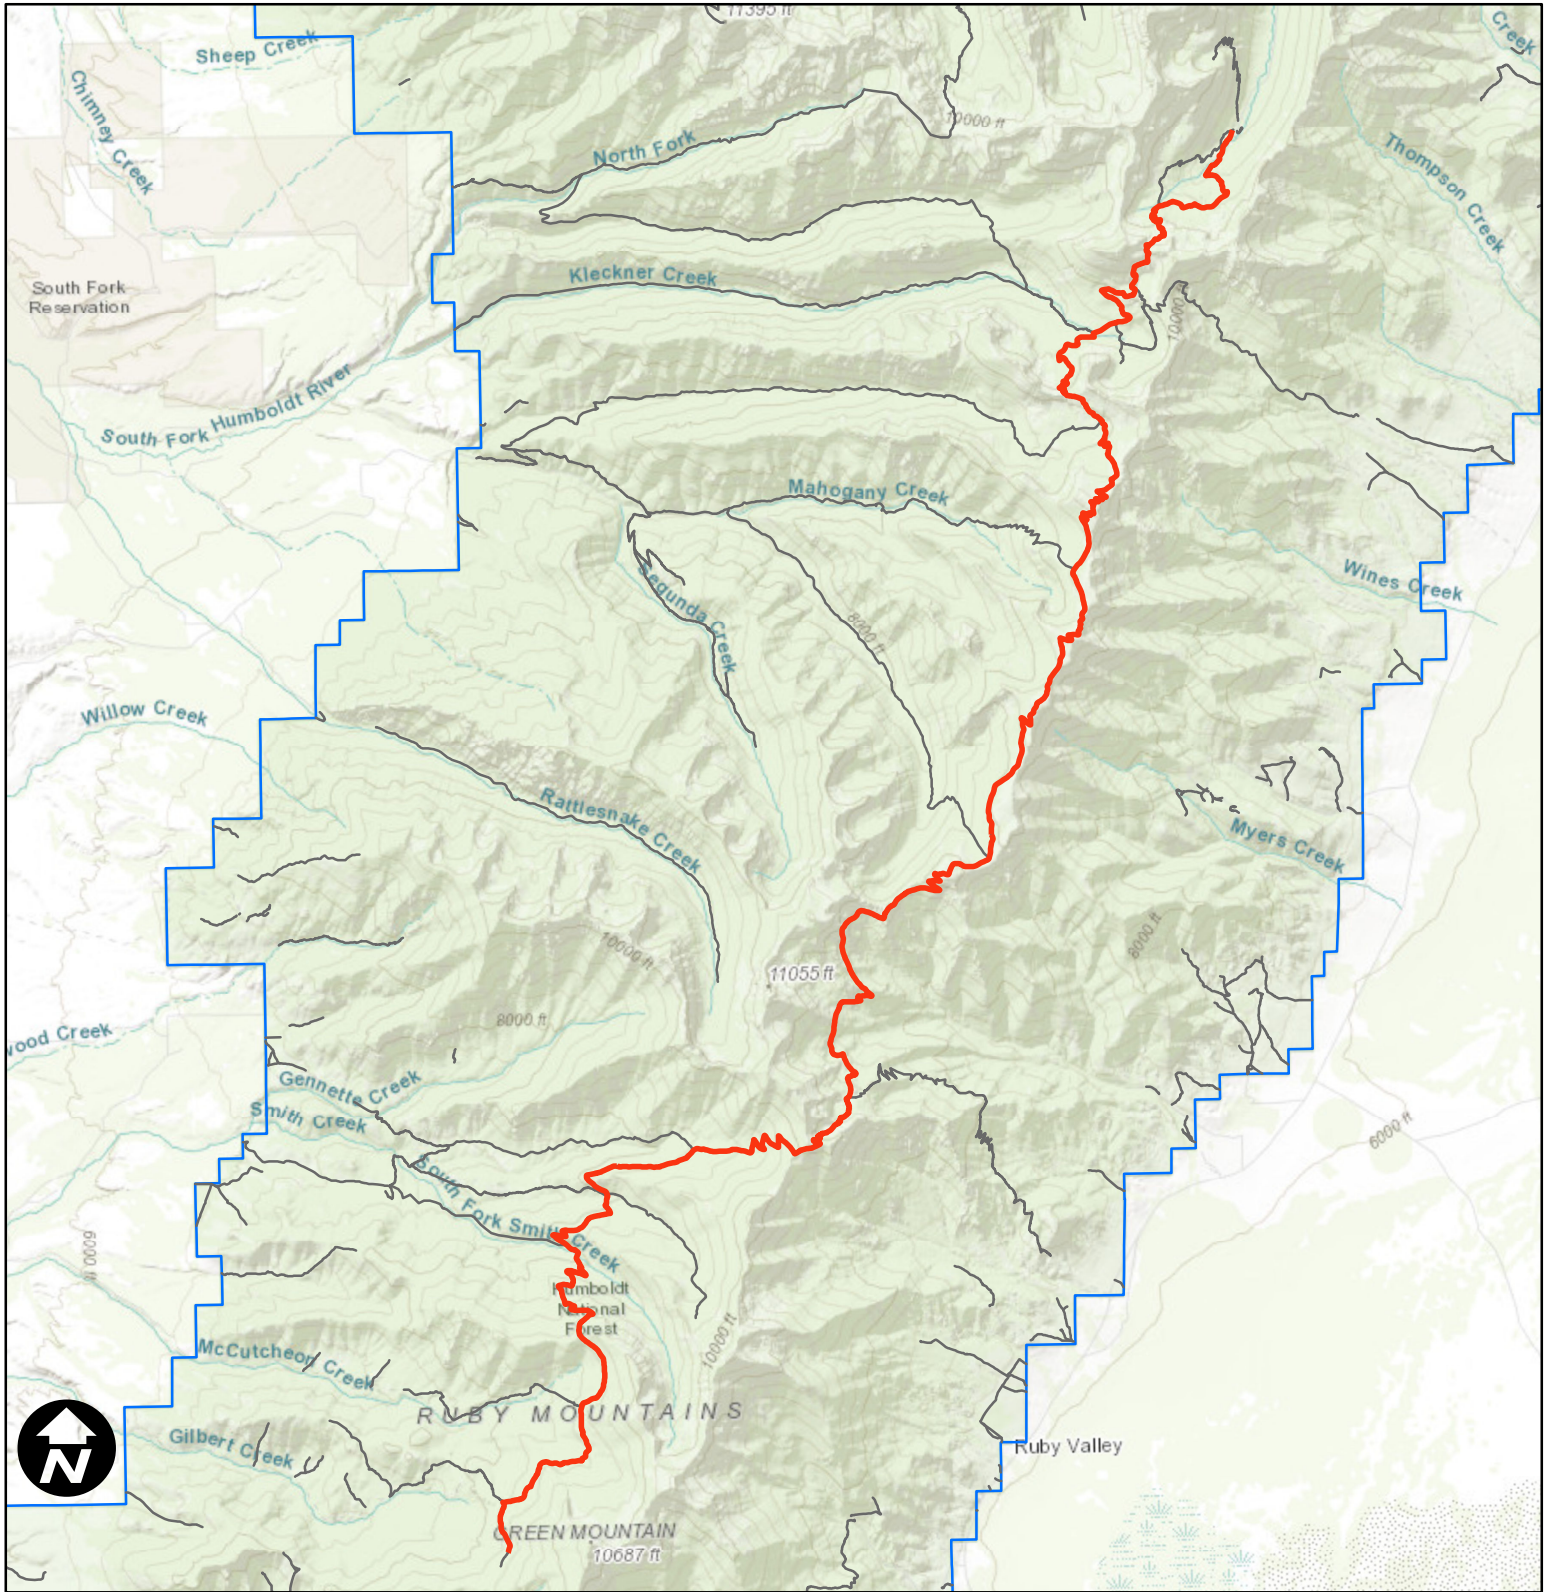 11395 ft
Creek
Sheep Creek
Chimney Creek
10000 ft
North Fork
Thompson Creek
Kleckner Creek
South Fork
Reservation
10000 ft
South Fork Humboldt River
Mahogany Creek
Wines Creek
Segunda Creek
8000 ft
Willow Creek
Rattlesnake Creek
Myers Creek
10000 ft
8000 ft
11055 ft
8000 ft
wood Creek
Gennette Creek
Smith Creek
6000 ft
South Fork Smith Creek
6000 ft
Humboldt
National
Forest
10000 ft
McCutcheon Creek
RUBY MOUNTAINS
Gilbert Creek
Ruby Valley
N
GREEN MOUNTAIN
10687 ft